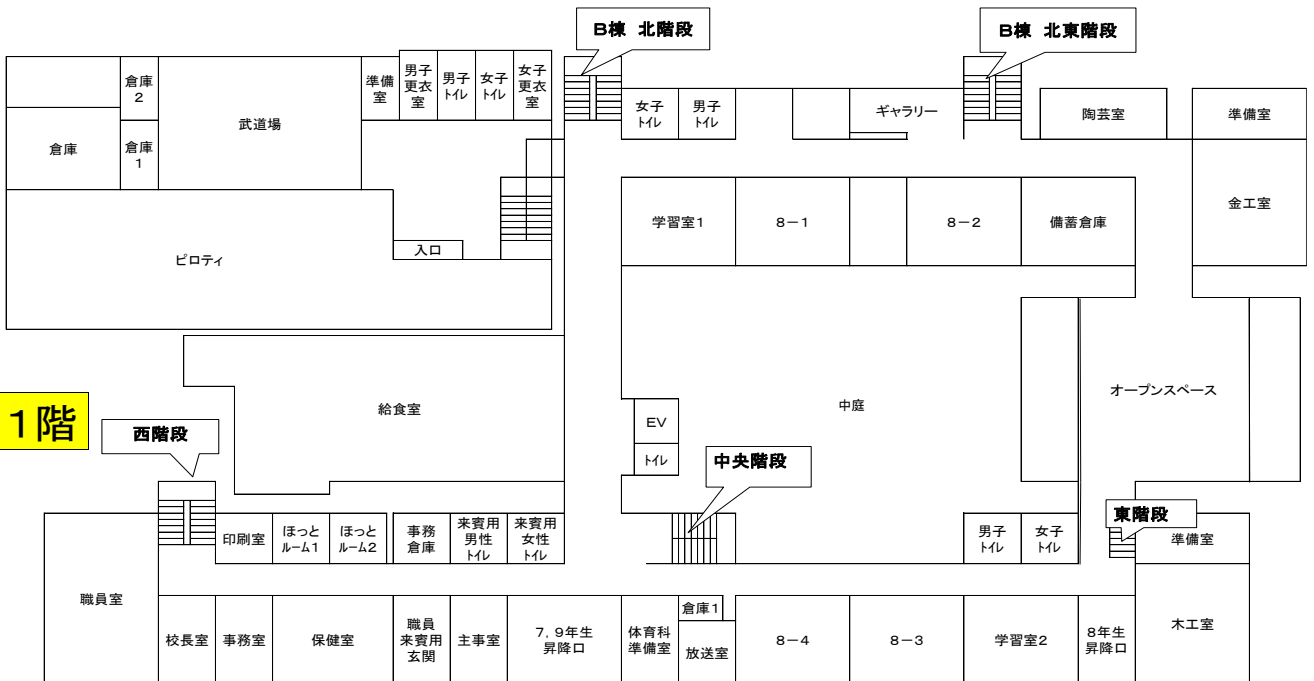 B棟 北階段
B棟 北東階段
倉庫
2
武道場
準備
室
男子
更衣
室
男子
トイレ
女子
トイレ
女子
更衣
室
女子
トイレ
男子
トイレ
ギャラリー
陶芸室
準備室
倉庫
倉庫
1
金工室
学習室1
8-1
8-2
備蓄倉庫
入口
ピロティ
オープンスペース
1階
給食室
中庭
EV
トイレ
西階段
中央階段
東階段
印刷室
ほっと
ルーム1
ほっと
ルーム2
事務
倉庫
来賓用
男性
トイレ
来賓用
女性
トイレ
男子
トイレ
女子
トイレ
準備室
職員室
校長室
事務室
保健室
職員
来賓用
玄関
主事室
7,9年生
昇降口
体育科
準備室
倉庫1
放送室
8-4
8-3
学習室2
8年生
昇降口
木工室